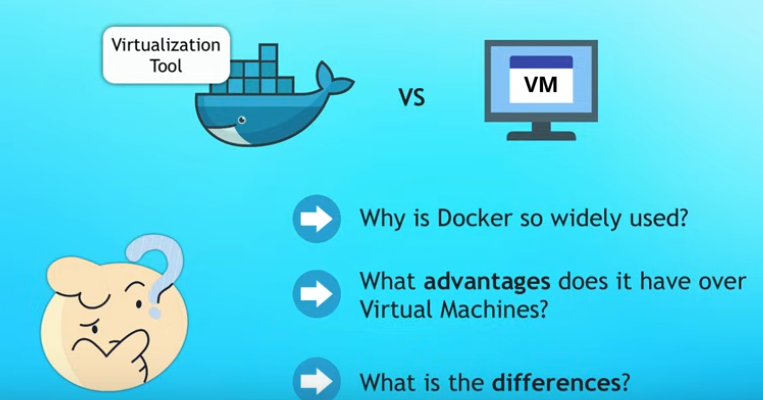 Virtualization
Tool
VS
VM
Why is Docker so widely used?
What advantages does it have over
Virtual Machines?
What is the differences?